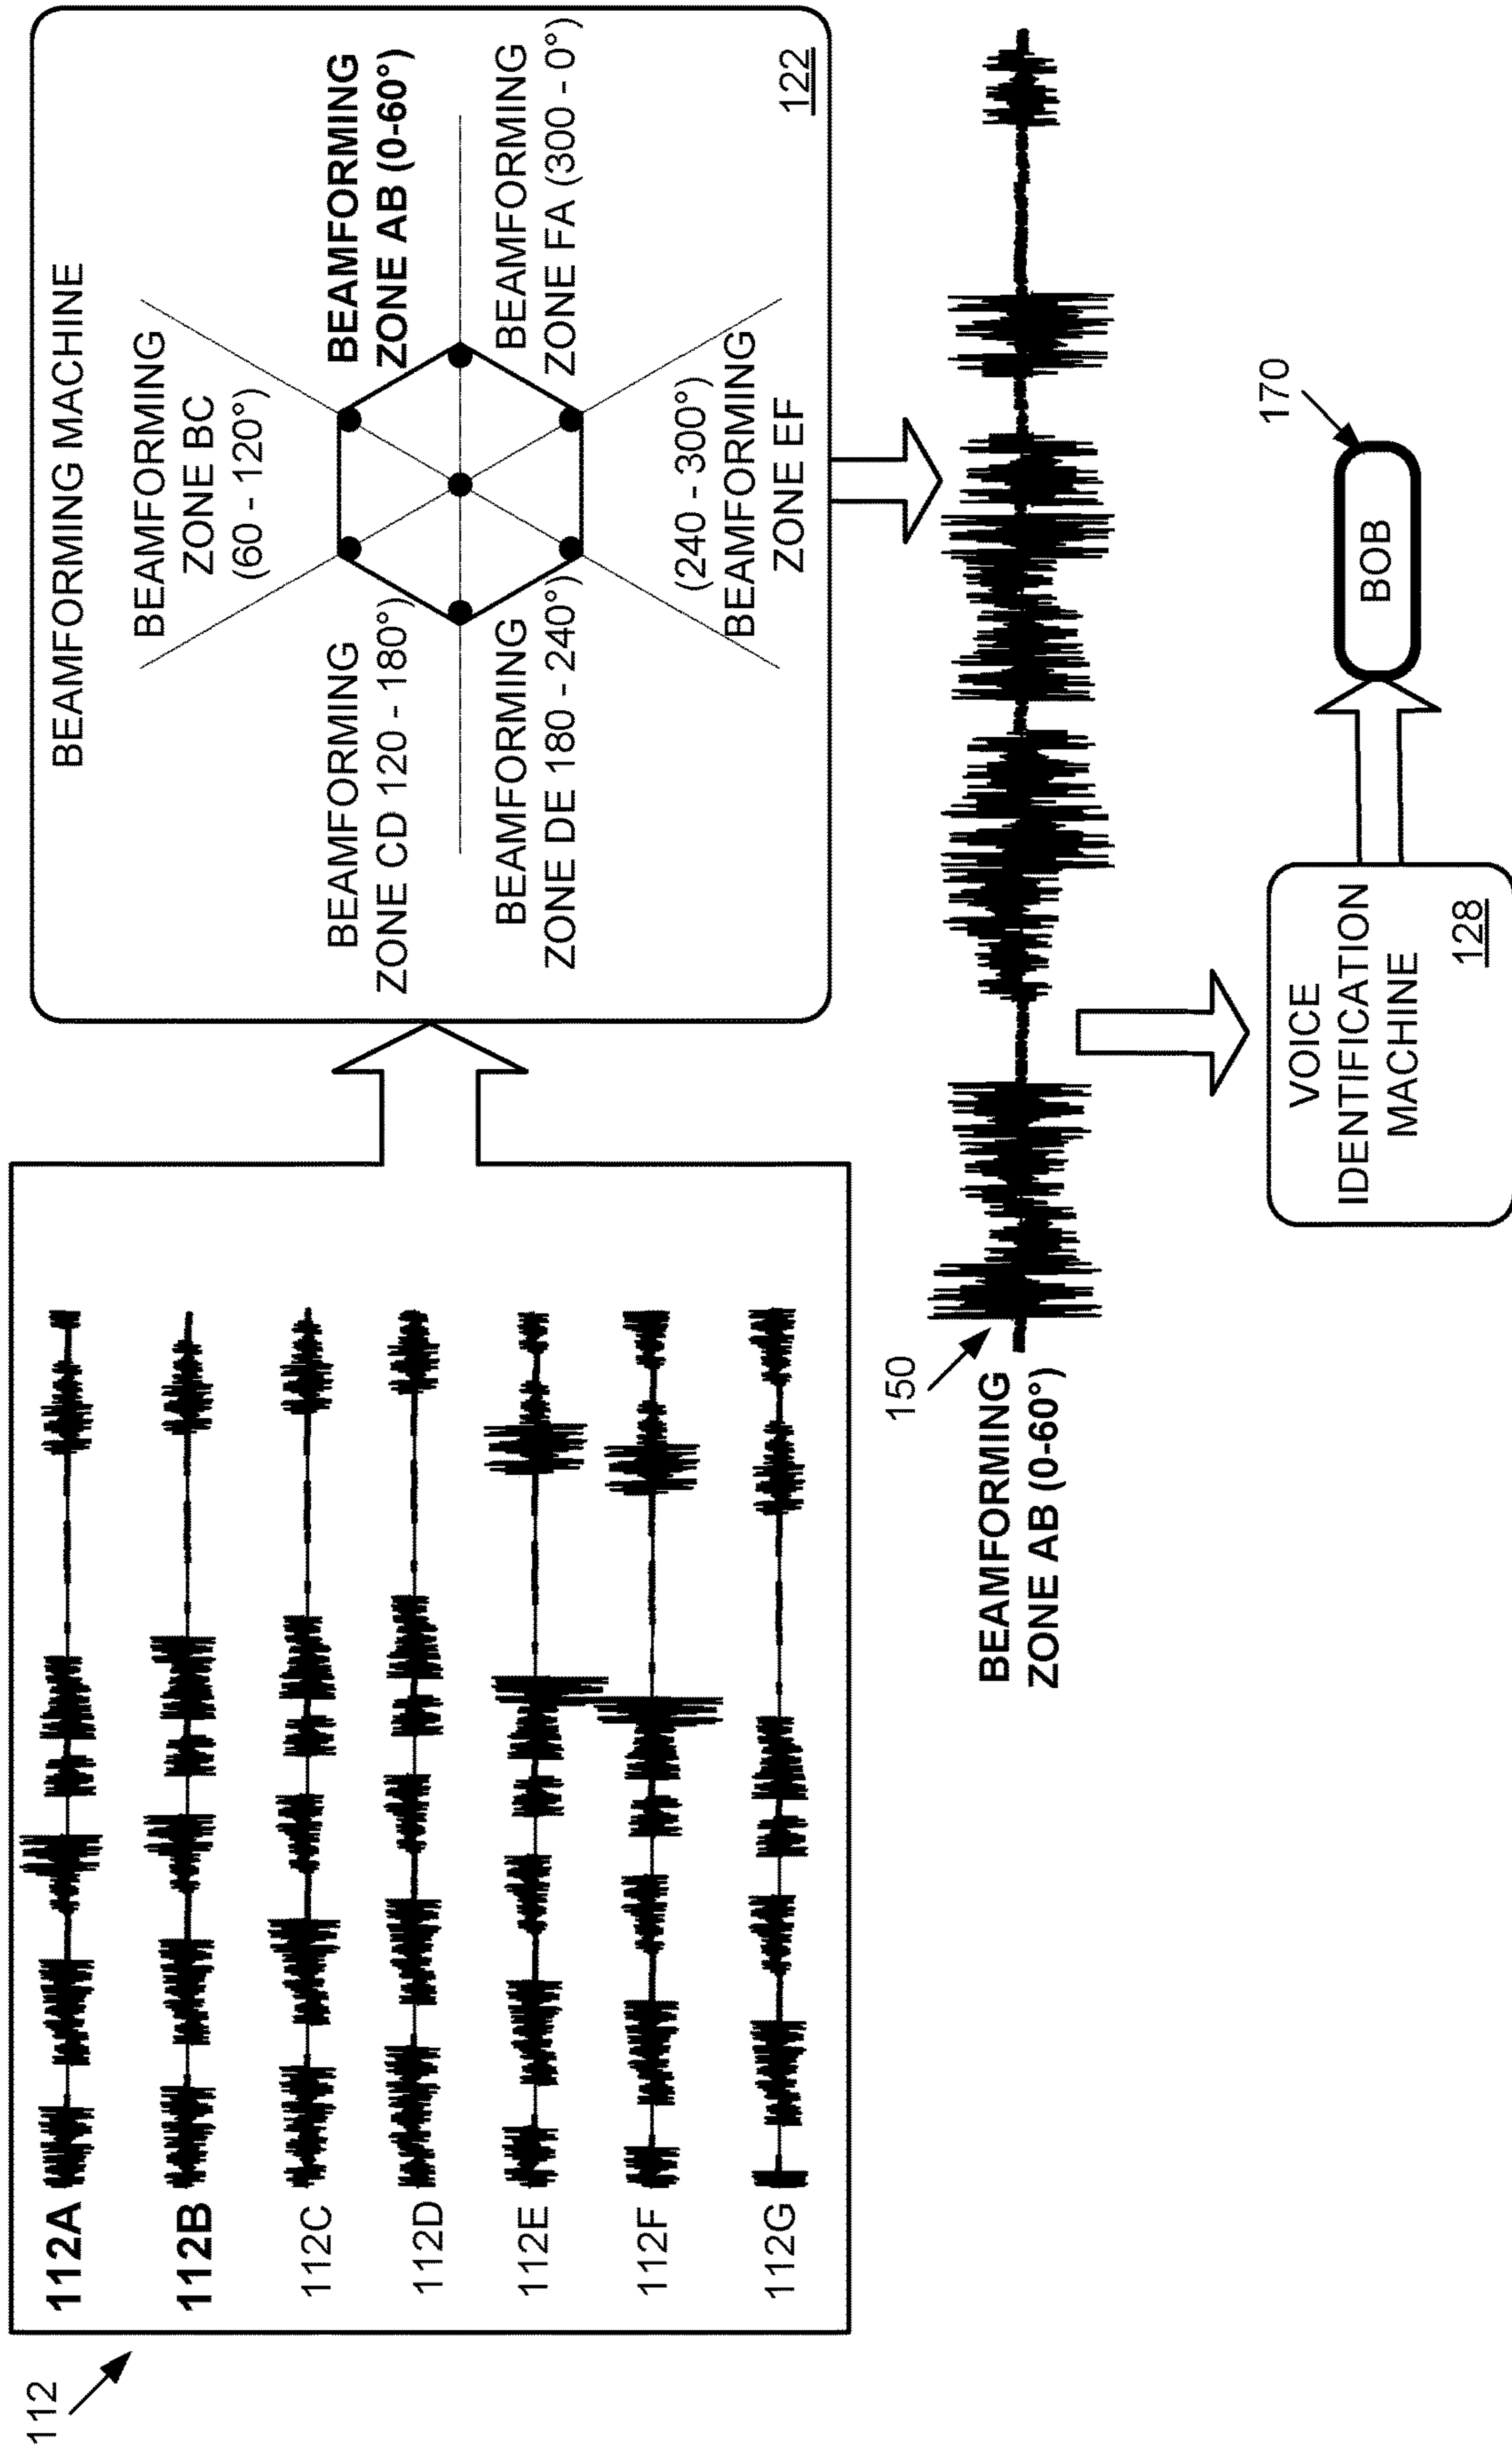 112
112A
112B
112C
112D
112E
112F
112G
BEAMFORMING MACHINE
BEAMFORMING
ZONE BC
(60 - 120°)
BEAMFORMING
ZONE CD 120 - 180°)
BEAMFORMING
ZONE AB (0-60°)
BEAMFORMING
ZONE DE 180 - 240°)
BEAMFORMING
ZONE FA (300 - 0°)
(240 - 300°)
BEAMFORMING
ZONE EF
122
150
BEAMFORMING
ZONE AB (0-60°)
VOICE
IDENTIFICATION
MACHINE
128
BOB
170